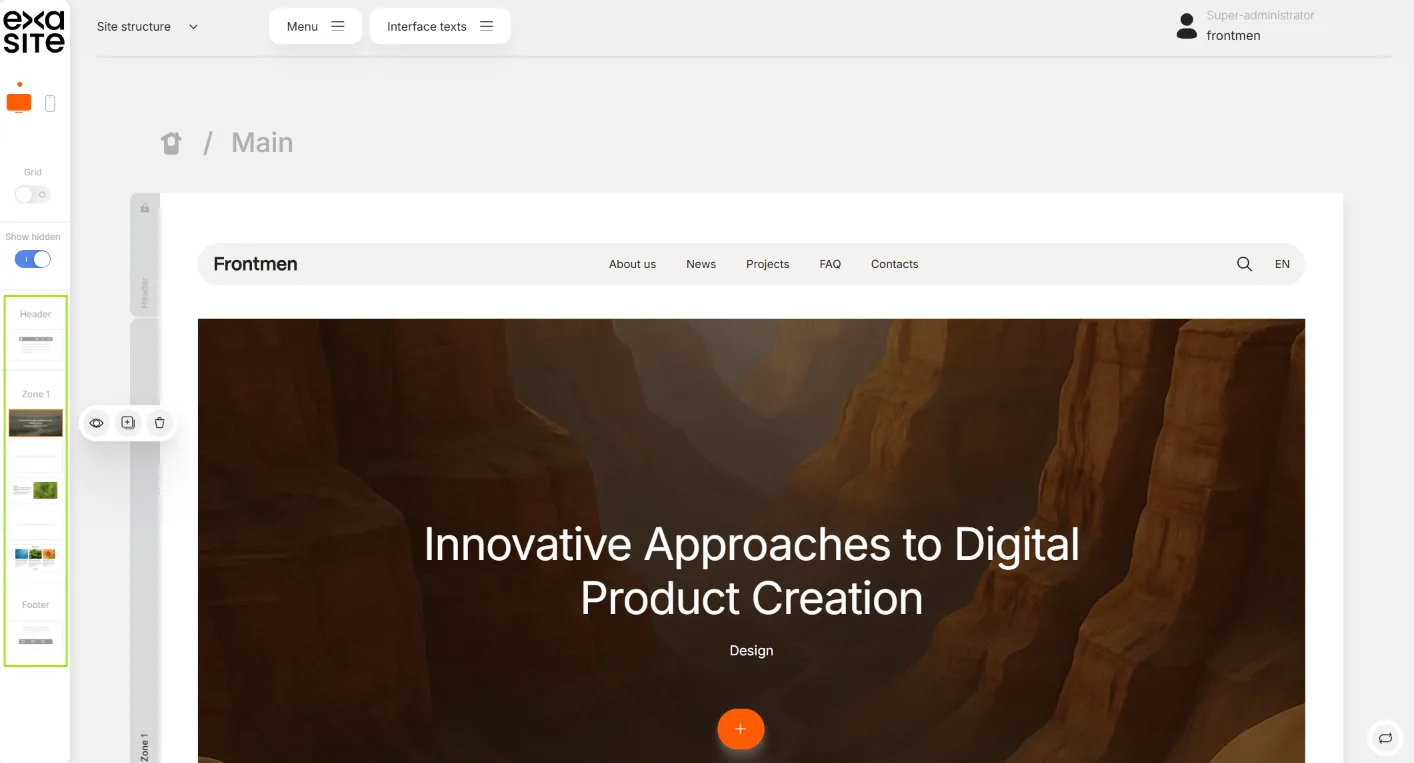 exa
site
Site structure
Menu
Interface texts
Super-administrator
frontmen
/ Main
Grid
Show hidden
Header
Zone 1
Footer
Header
Zone 1
Frontmen
About us
News
Projects
FAQ
Contacts
EN
Innovative Approaches to Digital
Product Creation
Design